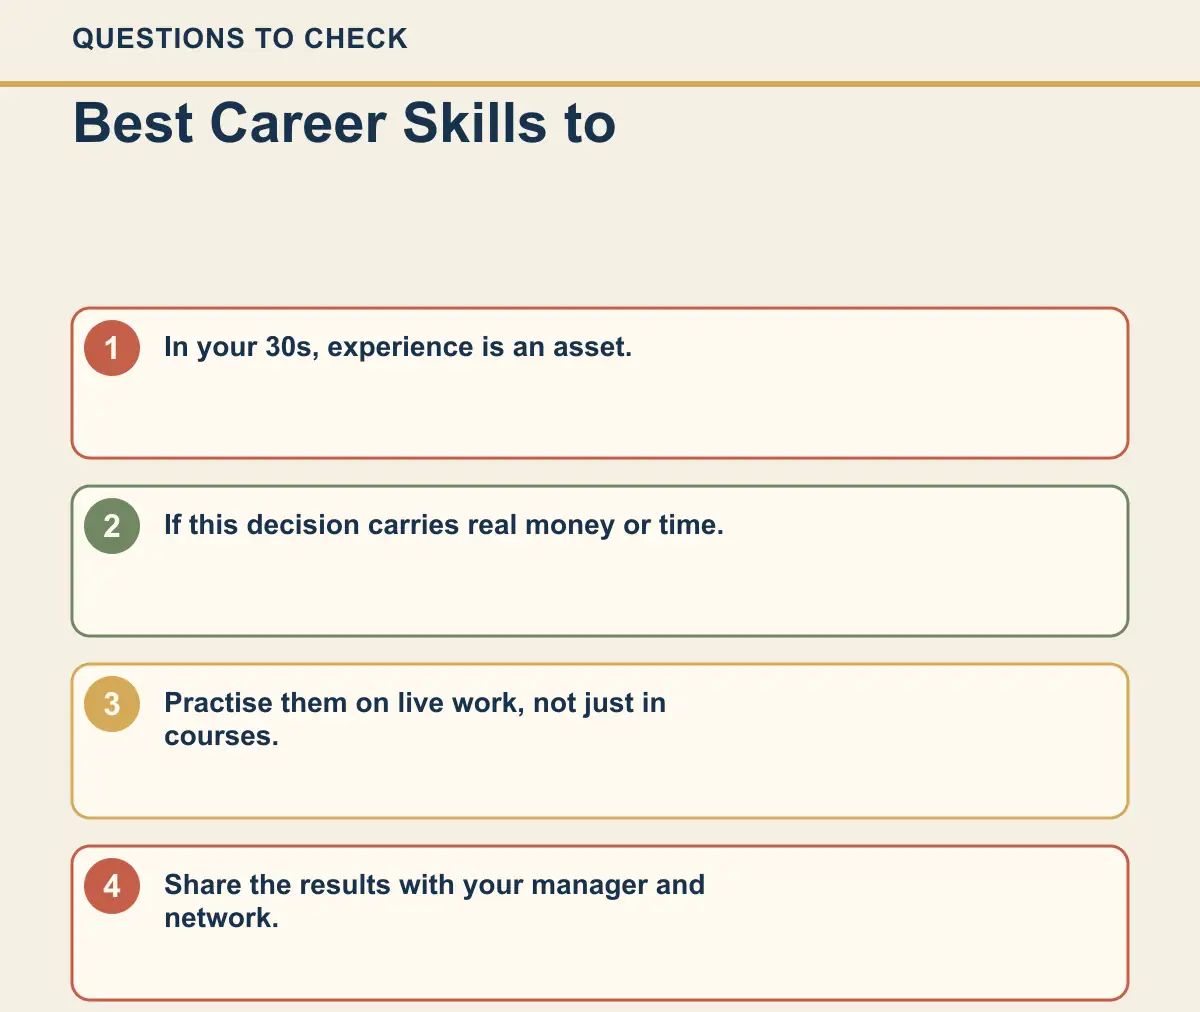 QUESTIONS TO CHECK
Best Career Skills to
1
In your 30s, experience is an asset.
2
If this decision carries real money or time.
3
Practise them on live work, not just in
courses.
4
Share the results with your manager and
network.